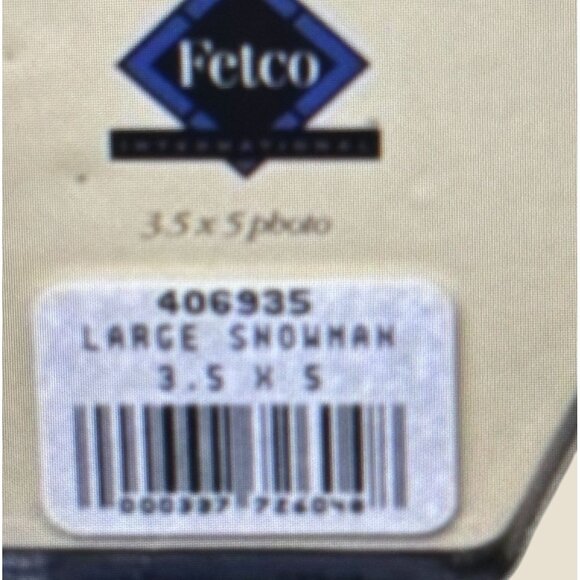 Fetco
INTERNATIONAL
3.5 x 5 photo
406935
LARGE SNOWMAN
3.5 X 5